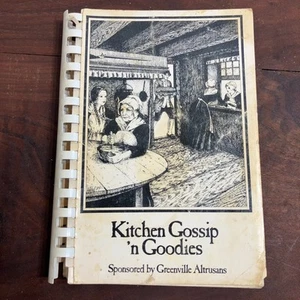 Kitchen Gossip
'n Goodies
Sponsored by Greenville Altrusans